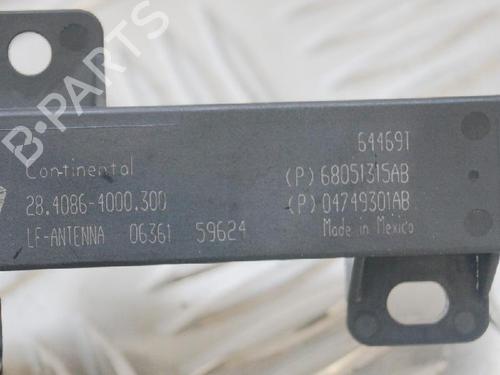 B-PARTS
Continental
28.4086-4000.300
LF-ANTENNA 06361 59624
644691
(P) 68051315AB
(P) 04749301AB
Made in Mexico